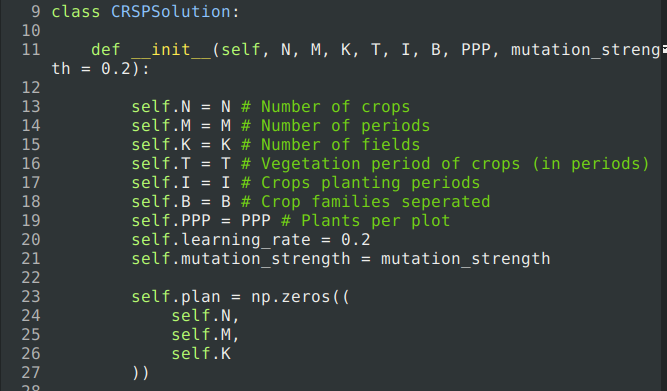 9 class CRSPSolution:
10
11     def __init__(self, N, M, K, T, I, B, PPP, mutation_streng
th = 0.2):
12
13         self.N = N # Number of crops
14         self.M = M # Number of periods
15         self.K = K # Number of fields
16         self.T = T # Vegetation period of crops (in periods)
17         self.I = I # Crops planting periods
18         self.B = B # Crop families seperated
19         self.PPP = PPP # Plants per plot
20         self.learning_rate = 0.2
21         self.mutation_strength = mutation_strength
22
23         self.plan = np.zeros((
24             self.N,
25             self.M,
26             self.K
27         ))
28